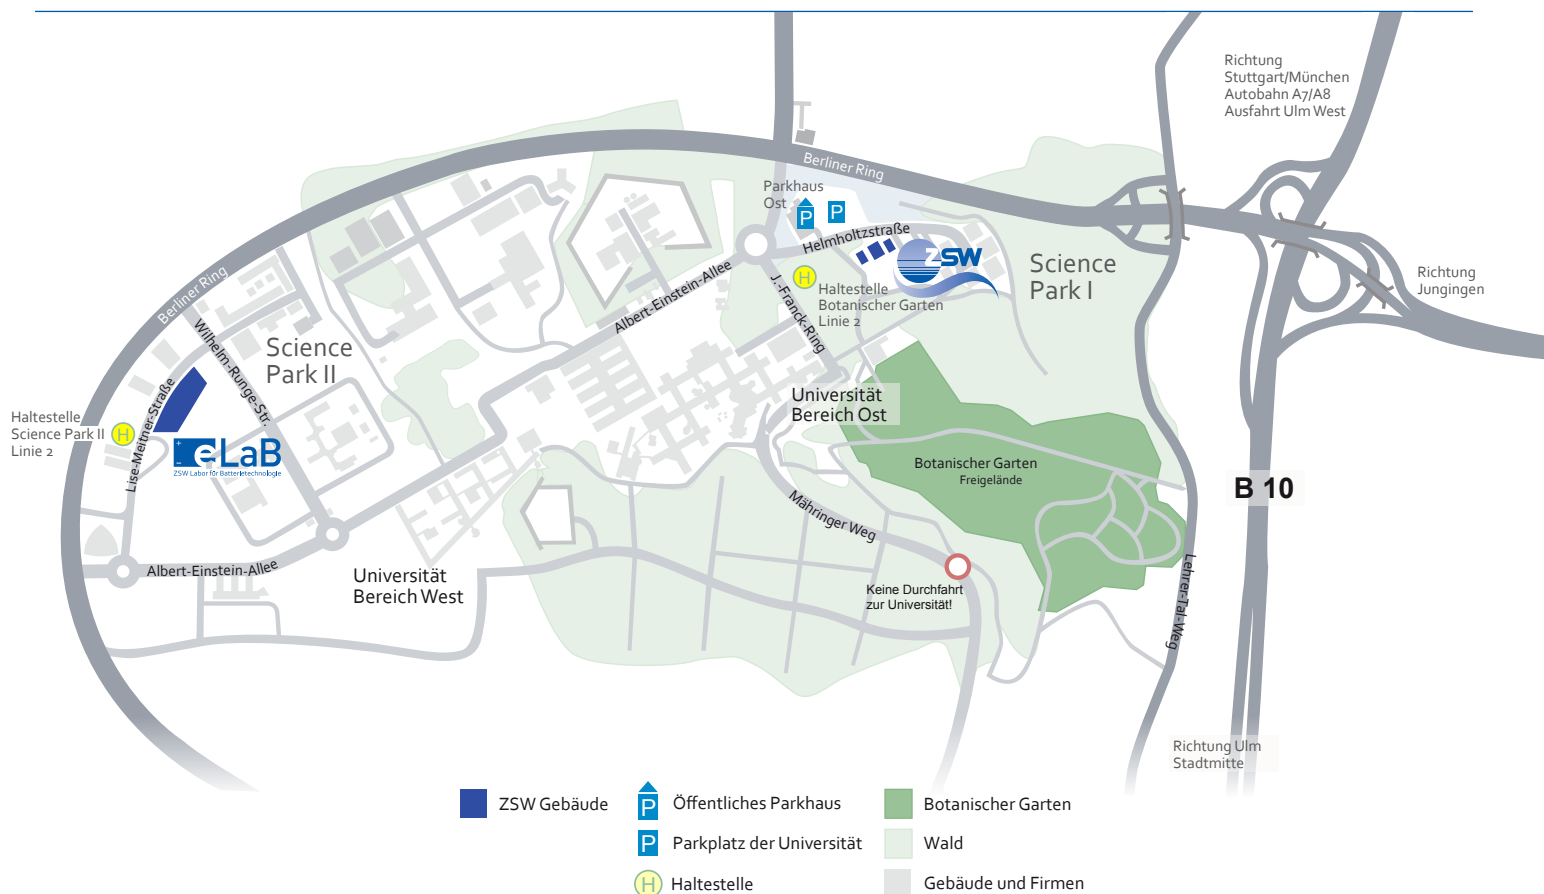 Richtung
Stuttgart/München
Autobahn A7/A8
Ausfahrt Ulm West
Berliner Ring
Parkhaus
Ost
P
P
Helmholtzstraße
ZSW
Science
Park I
Richtung
Jungingen
Albert-Einstein-Allee
J.-Franck-Ring
H
Haltestelle
Botanischer Garten
Linie 2
Berliner Ring
Wilhelm-Runge-Str.
Science
Park II
Lise-Meitner-Straße
Haltestelle
Science Park II
Linie 2
H
+
-
eLaB
ZSW Labor für Batterietechnologie
Universität
Bereich Ost
Botanischer Garten
Freigelände
B 10
Mähringer Weg
Albert-Einstein-Allee
Universität
Bereich West
Keine Durchfahrt
zur Universität!
Lehrer-Tal-Weg
Richtung Ulm
Stadtmitte
ZSW Gebäude
P
Öffentliches Parkhaus
Botanischer Garten
P
Parkplatz der Universität
Wald
H
Haltestelle
Gebäude und Firmen